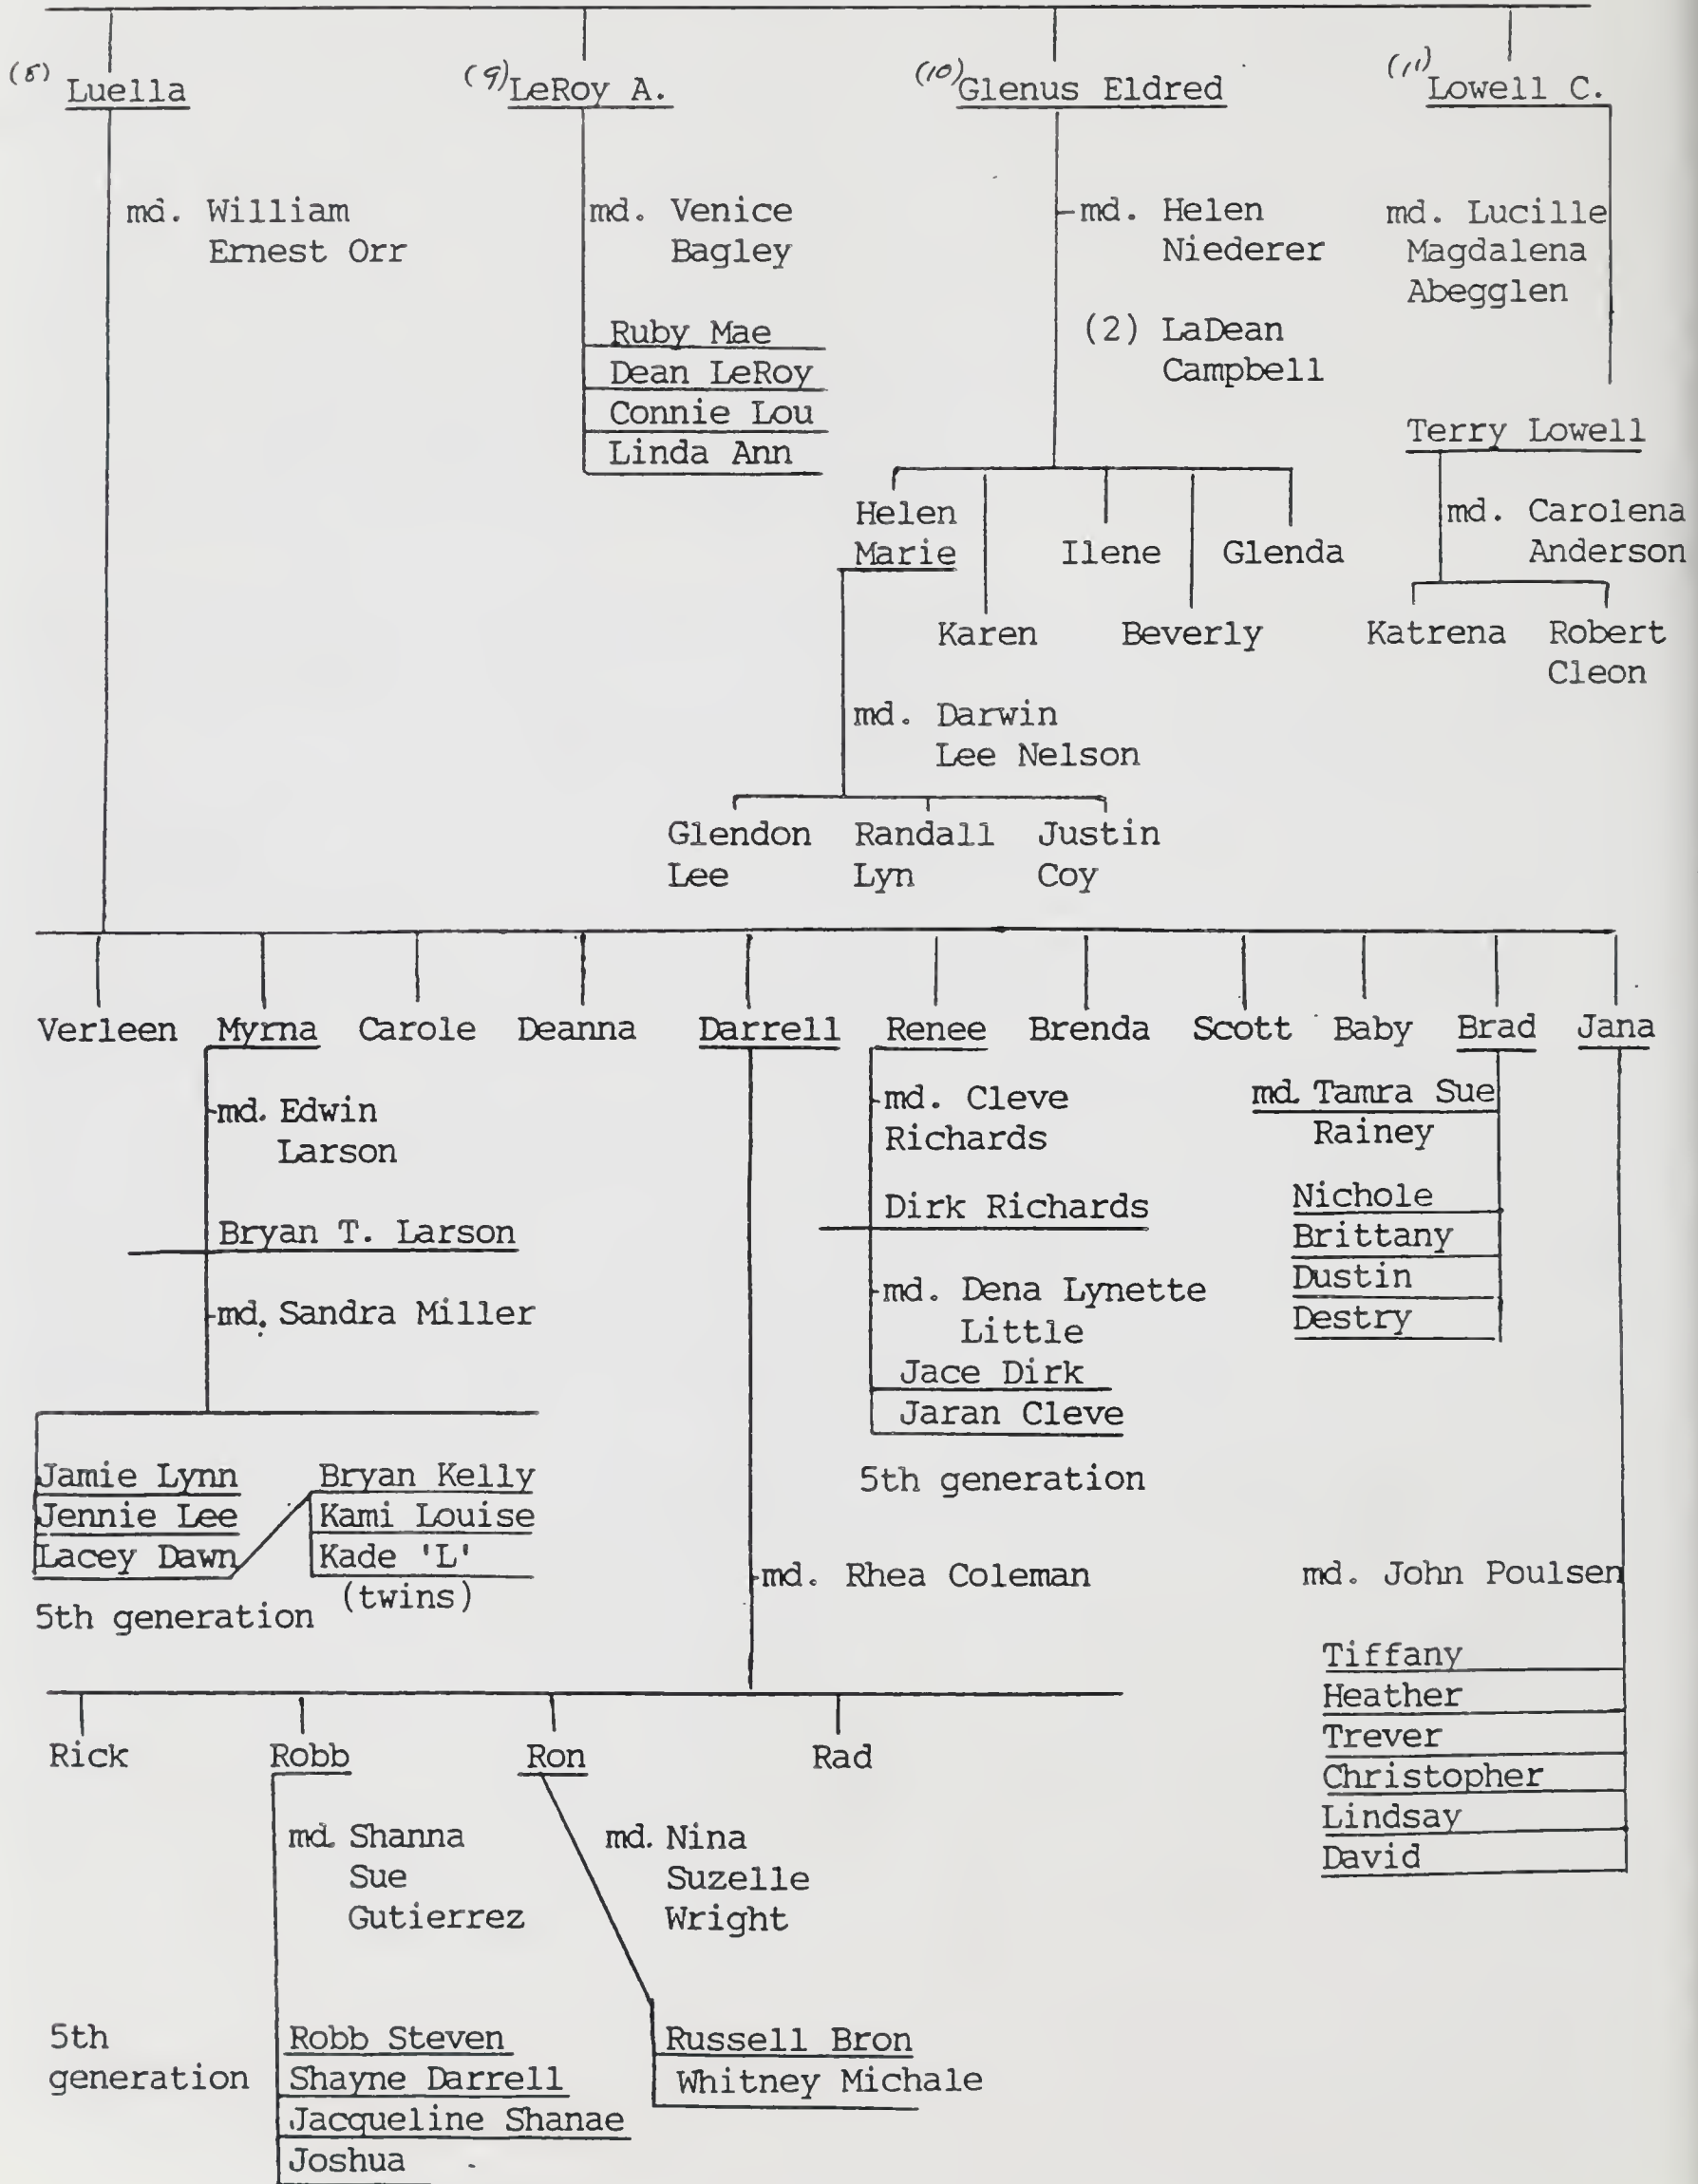 (8) Luella
(9) LeRoy A.
(10) Glenus Eldred
(11) Lowell C.
md. William
Ernest Orr
md. Venice
Bagley
Ruby Mae
Dean LeRoy
Connie Lou
Linda Ann
md. Helen
Niederer
(2) LaDean
Campbell
md. Lucille
Magdalena
Abegglen
Terry Lowell
md. Carolena
Anderson
Katrena
Robert
Cleon
Helen
Marie
Karen
Ilene
Beverly
Glenda
md. Darwin
Lee Nelson
Glendon
Lee
Randall
Lyn
Justin
Coy
Verleen Myrna Carole Deanna Darrell Renee Brenda Scott Baby Brad Jana
md. Edwin
Larson
Bryan T. Larson
md. Sandra Miller
Jamie Lynn
Jennie Lee
Lacey Dawn
Bryan Kelly
Kami Louise
Kade 'L'
(twins)
5th generation
md. Cleve
Richards
Dirk Richards
md. Dena Lynette
Little
Jace Dirk
Jaran Cleve
5th generation
md. Tamra Sue
Rainey
Nichole
Brittany
Dustin
Destry
md. Rhea Coleman
md. John Poulsen
Tiffany
Heather
Trever
Christopher
Lindsay
David
Rick Robb Ron Rad
md. Shanna
Sue
Gutierrez
md. Nina
Suzelle
Wright
5th
generation
Robb Steven
Shayne Darrell
Jacqueline Shanae
Joshua
Russell Bron
Whitney Michale